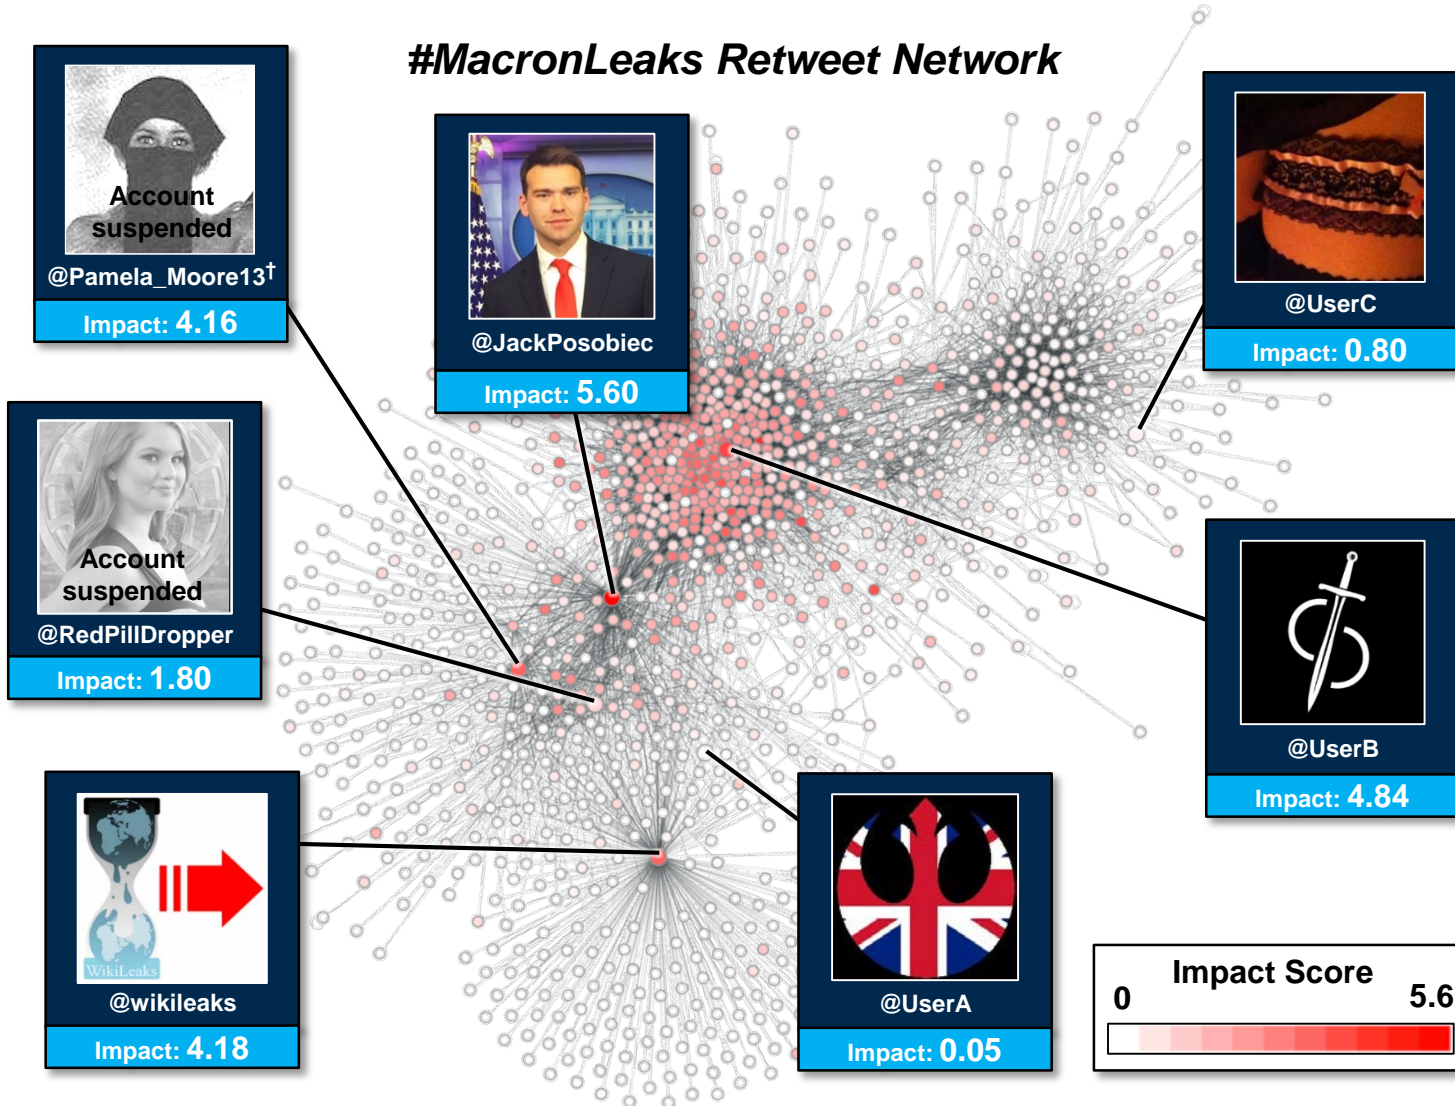 #MacronLeaks Retweet Network
Account
suspended
@Pamela_Moore13†
Impact: 4.16
@JackPosobiec
Impact: 5.60
@UserC
Impact: 0.80
Account
suspended
@RedPillDropper
Impact: 1.80
@UserB
Impact: 4.84
WikiLeaks
@wikileaks
Impact: 4.18
@UserA
Impact: 0.05
Impact Score
0 5.6